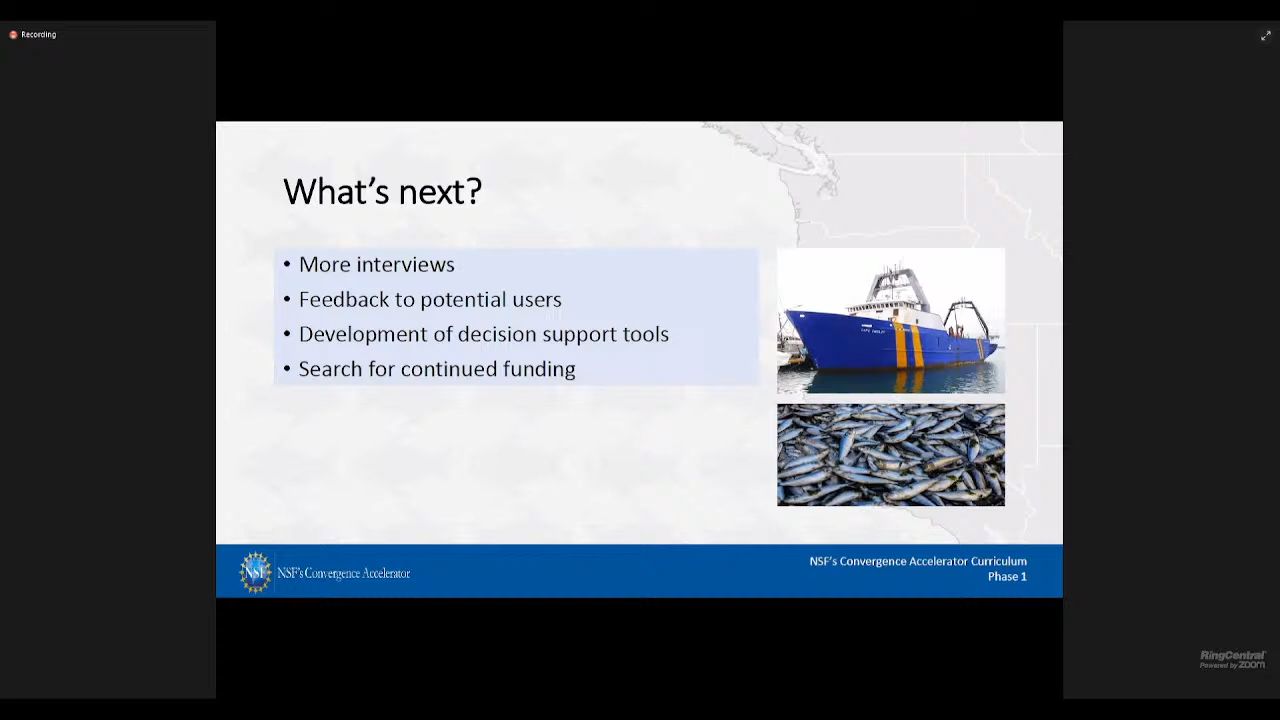 Recording
What's next?
• More interviews
• Feedback to potential users
• Development of decision support tools
• Search for continued funding
NSF
NSF's Convergence Accelerator
NSF's Convergence Accelerator Curriculum
Phase 1
RingCentral
Powered by zoom